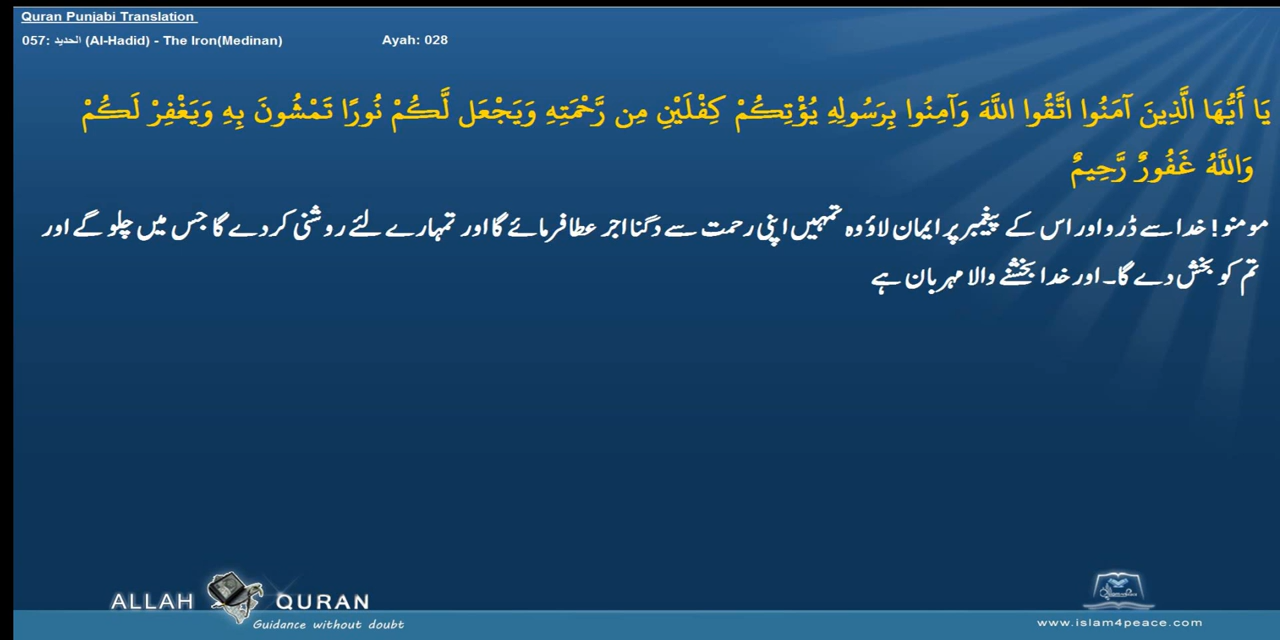 Quran Punjabi Translation
057: الحديد (Al-Hadid) - The Iron(Medinan) Ayah: 028
يَا أَيُّهَا الَّذِينَ آمَنُوا اتَّقُوا اللَّهَ وَآمِنُوا بِرَسُولِهِ يُؤْتِكُمْ كِفْلَيْنِ مِن رَّحْمَتِهِ وَيَجْعَل لَّكُمْ نُورًا تَمْشُونَ بِهِ وَيَغْفِرْ لَكُمْ
وَاللَّهُ غَفُورٌ رَّحِيمٌ
مومنو! خدا سے ڈرو اور اس کے پیغمبر پر ایمان لاؤ وہ تمہیں اپنی رحمت سے دگنا اجر عطا فرمائے گا اور تمہارے لئے روشنی کردے گا جس میں چلو گے اور
تم کو بخش دے گا۔ اور خدا بخشنے والا مہربان ہے
ALLAH QURAN
Guidance without doubt
www.islam4peace.com